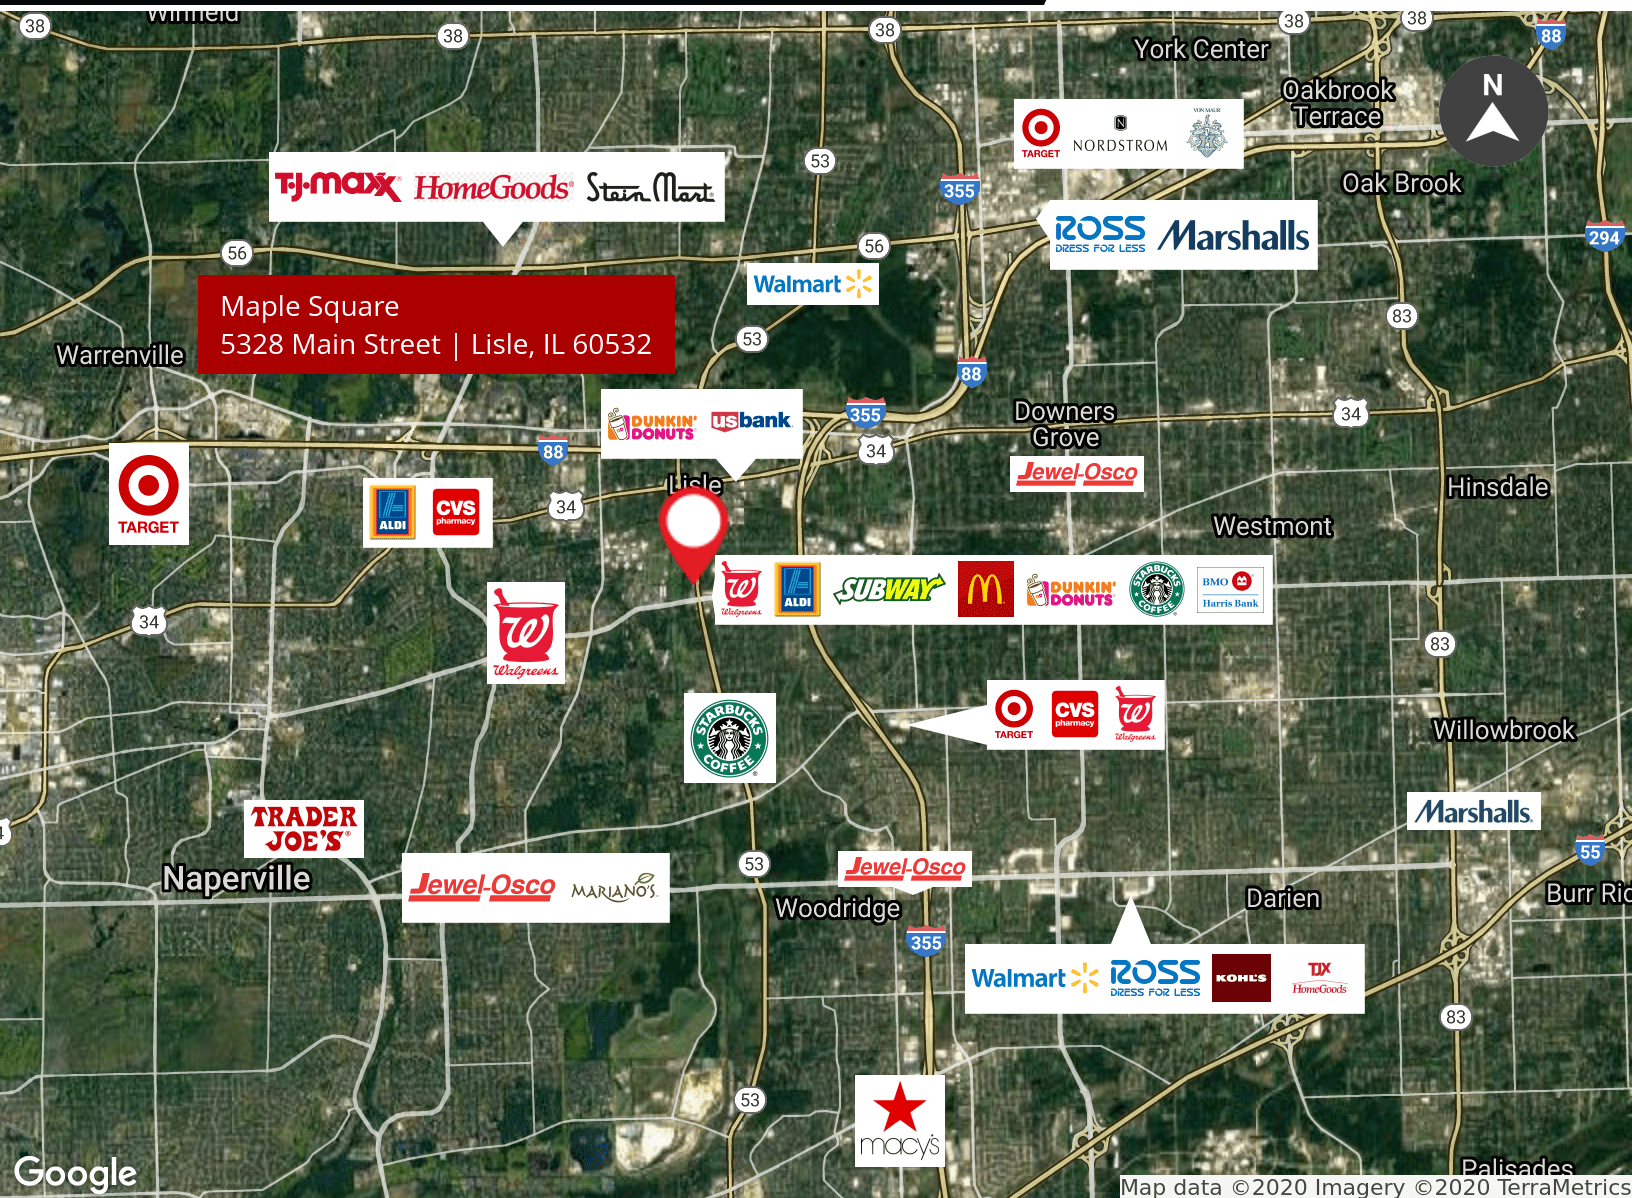 Winfield
38
38
38
38
38
88
York Center
Oakbrook
Terrace
N
TARGET
N
NORDSTROM
VON MAUR
53
355
Oak Brook
T·J·maxx
HomeGoods
Stein Mart
56
56
ROSS
DRESS FOR LESS
Marshalls
294
Walmart
Maple Square
5328 Main Street | Lisle, IL 60532
53
83
Warrenville
88
DUNKIN'
DONUTS
usbank
355
34
Downers
Grove
34
88
Jewel-Osco
TARGET
ALDI
CVS
pharmacy
34
Lisle
Hinsdale
Westmont
W
Walgreens
ALDI
SUBWAY
M
DUNKIN'
DONUTS
STARBUCKS
COFFEE
BMO
Harris Bank
34
W
Walgreens
83
STARBUCKS
COFFEE
TARGET
CVS
pharmacy
W
Walgreens
Willowbrook
TRADER
JOE'S
Marshalls.
4
55
Naperville
Jewel-Osco
MARIANO'S
53
Jewel-Osco
Woodridge
Darien
Burr Rid
355
Walmart
ROSS
DRESS FOR LESS
KOHL'S
TJX
HomeGoods
83
53
macy's
Google
Palisades
Map data ©2020 Imagery ©2020 TerraMetrics